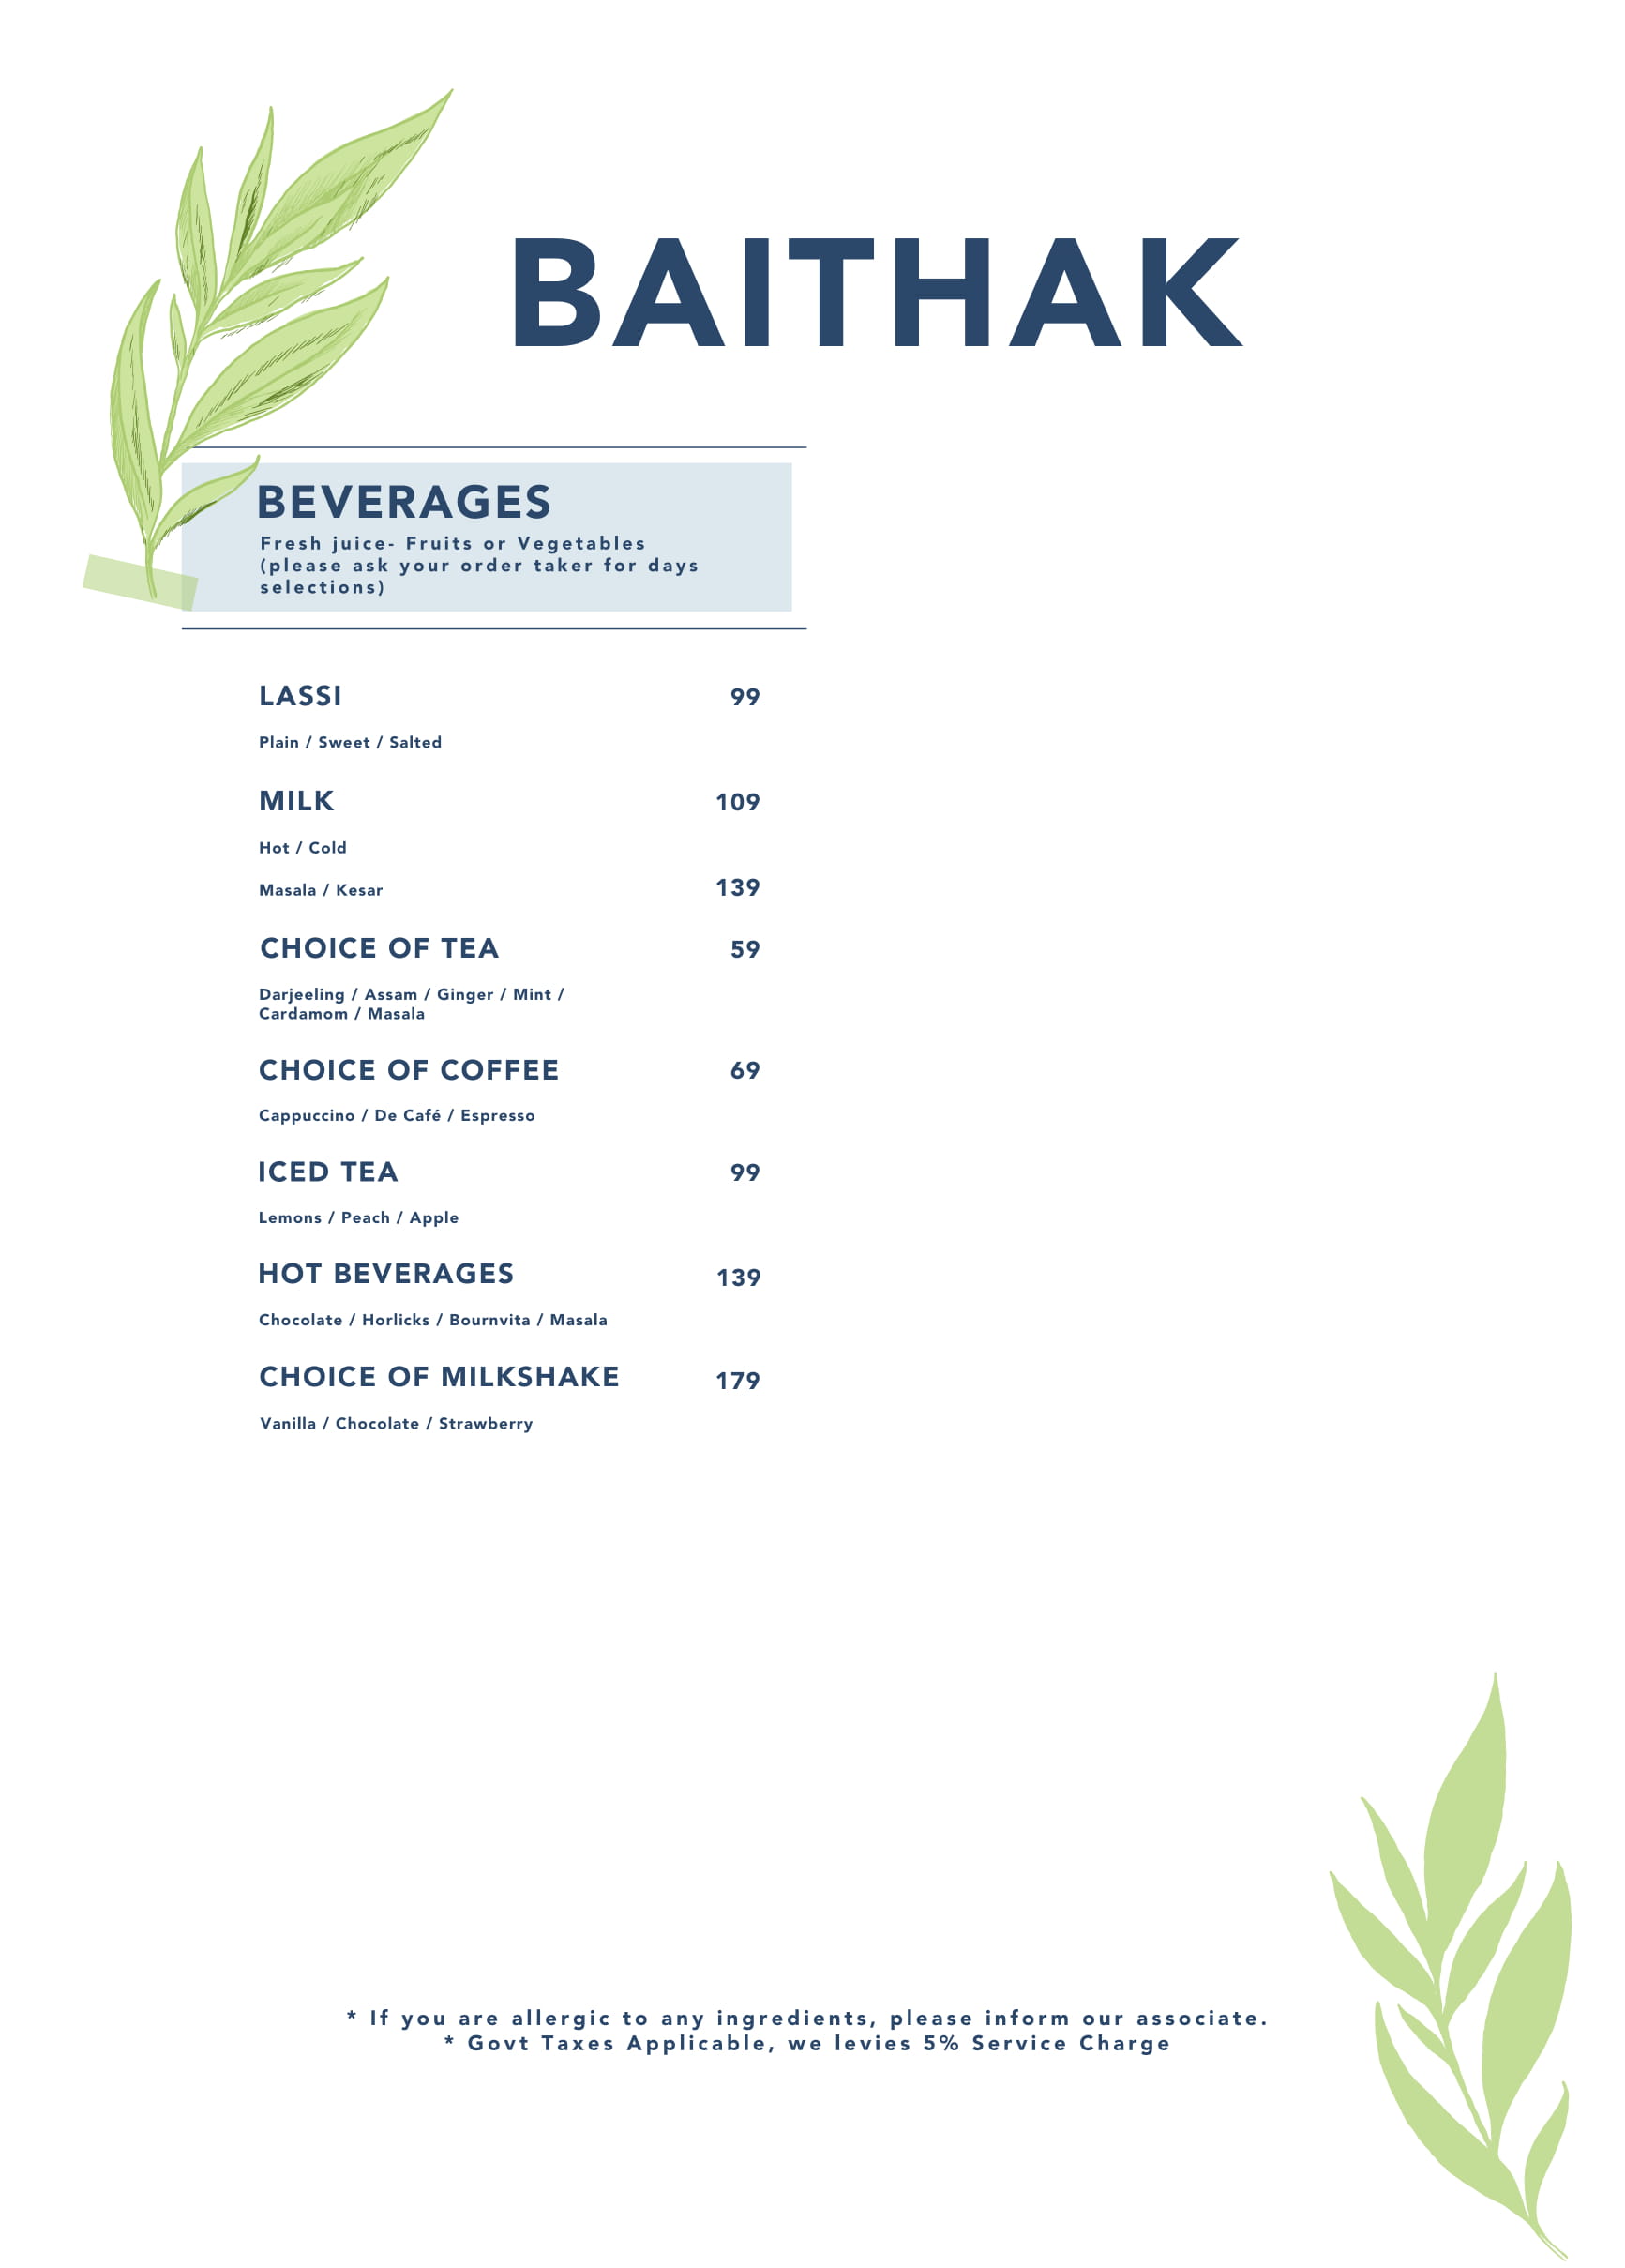 BAITHAK
BEVERAGES
Fresh juice- Fruits or Vegetables
(please ask your order taker for days
selections)
LASSI 99
Plain / Sweet / Salted
MILK 109
Hot / Cold
Masala / Kesar 139
CHOICE OF TEA 59
Darjeeling / Assam / Ginger / Mint /
Cardamom / Masala
CHOICE OF COFFEE 69
Cappuccino / De Café / Espresso
ICED TEA 99
Lemons / Peach / Apple
HOT BEVERAGES 139
Chocolate / Horlicks / Bournvita / Masala
CHOICE OF MILKSHAKE 179
Vanilla / Chocolate / Strawberry
* If you are allergic to any ingredients, please inform our associate.
* Govt Taxes Applicable, we levies 5% Service Charge